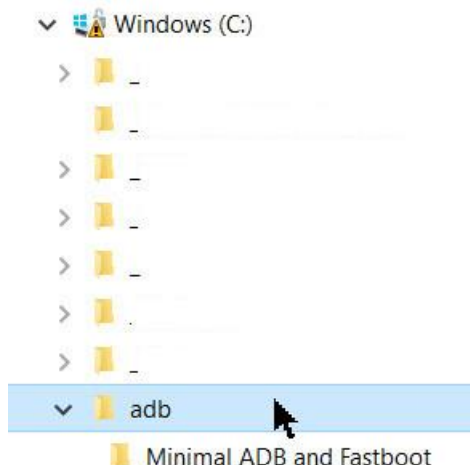 Windows (C:)
_
_
_
_
_
.
_
adb
Minimal ADB and Fastboot